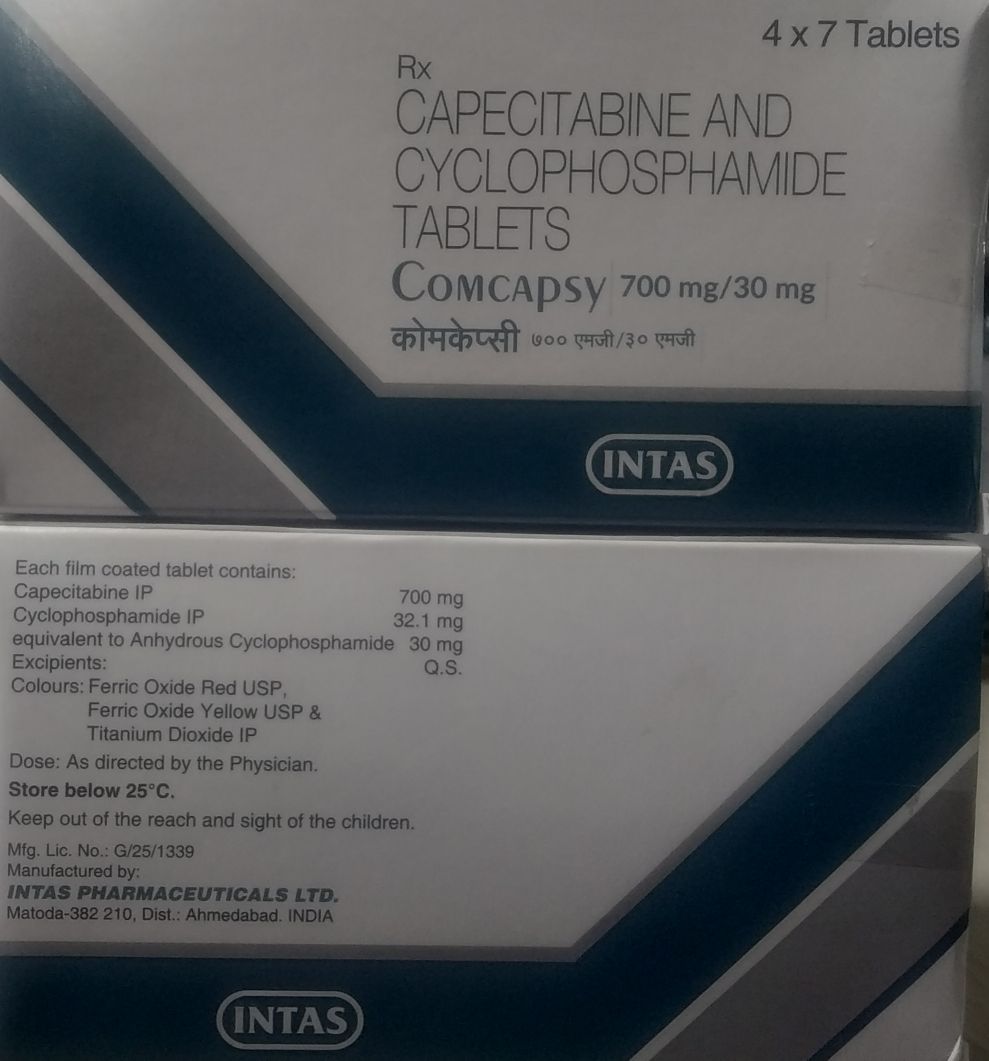 4 x 7 Tablets
Rx
CAPECITABINE AND
CYCLOPHOSPHAMIDE
TABLETS
COMCAPSY 700 mg/30 mg
कोमकेप्सी ७०० एमजी/३० एमजी
INTAS
Each film coated tablet contains:
Capecitabine IP 700 mg
Cyclophosphamide IP 32.1 mg
equivalent to Anhydrous Cyclophosphamide 30 mg
Excipients: Q.S.
Colours: Ferric Oxide Red USP,
Ferric Oxide Yellow USP &
Titanium Dioxide IP
Dose: As directed by the Physician.
Store below 25°C.
Keep out of the reach and sight of the children.
Mfg. Lic. No.: G/25/1339
Manufactured by:
INTAS PHARMACEUTICALS LTD.
Matoda-382 210, Dist.: Ahmedabad. INDIA
INTAS